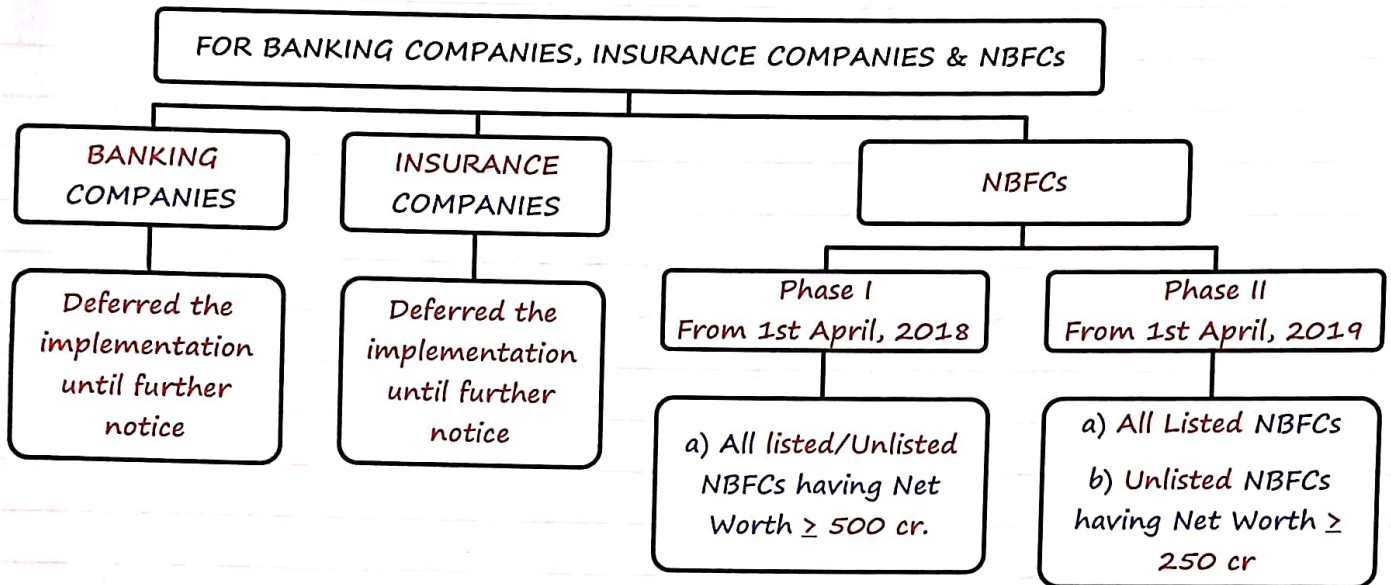 FOR BANKING COMPANIES, INSURANCE COMPANIES & NBFCs
BANKING
COMPANIES
INSURANCE
COMPANIES
NBFCs
Deferred the
implementation
until further
notice
Deferred the
implementation
until further
notice
Phase I
From 1st April, 2018
Phase II
From 1st April, 2019
a) All listed/Unlisted
NBFCs having Net
Worth ≥ 500 cr.
a) All Listed NBFCs
b) Unlisted NBFCs
having Net Worth ≥
250 cr